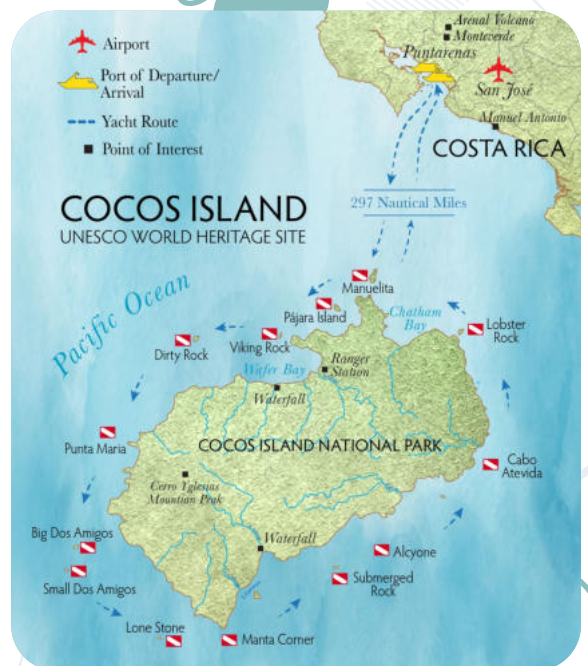 Airport
Port of Departure/
Arrival
Yacht Route
Point of Interest
Arenal Volcano
Monteverde
Puntarenas
San José
Manuel Antonio
COSTA RICA
297 Nautical Miles
COCOS ISLAND
UNESCO WORLD HERITAGE SITE
Pacific Ocean
Manuelita
Pájara Island
Chatham
Bay
Lobster
Rock
Viking Rock
Dirty Rock
Wafer Bay
Ranger
Station
Waterfall
Punta Maria
COCOS ISLAND NATIONAL PARK
Cabo
Atevida
Cerro Yglesias
Mountian Peak
Big Dos Amigos
Waterfall
Alcyone
Small Dos Amigos
Submerged
Rock
Lone Stone
Manta Corner